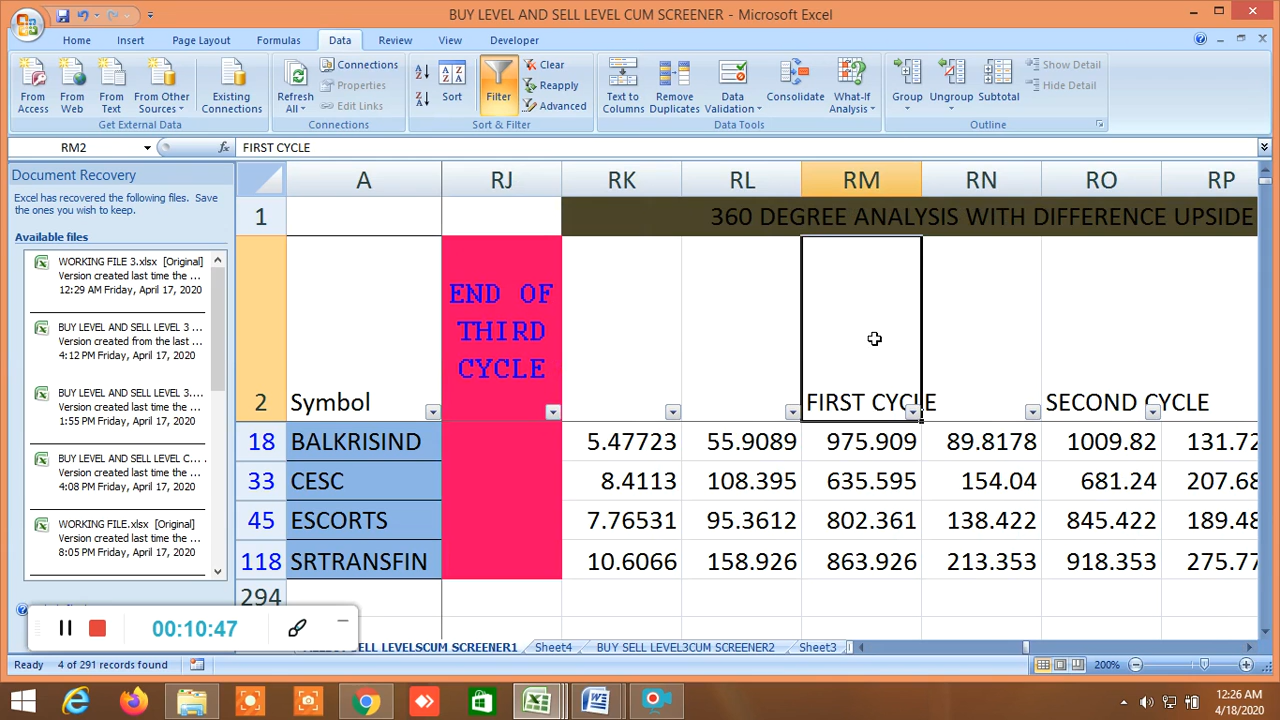 BUY LEVEL AND SELL LEVEL CUM SCREENER - Microsoft Excel
Home Insert Page Layout Formulas Data Review View Developer
From Access
From Web
From Text
From Other Sources
Existing Connections
Get External Data
Refresh All
Connections
Properties
Edit Links
Connections
Sort
Filter
Clear
Reapply
Advanced
Sort & Filter
Text to Columns
Remove Duplicates
Data Validation
Consolidate
What-If Analysis
Data Tools
Group
Ungroup
Subtotal
Show Detail
Hide Detail
Outline
RM2 fx FIRST CYCLE
Document Recovery
Excel has recovered the following files. Save
the ones you wish to keep.
Available files
WORKING FILE 3.xlsx [Original]
Version created last time the ...
12:29 AM Friday, April 17, 2020
BUY LEVEL AND SELL LEVEL 3 ...
Version created from the last ...
4:12 PM Friday, April 17, 2020
BUY LEVEL AND SELL LEVEL 3....
Version created last time the ...
1:55 PM Friday, April 17, 2020
BUY LEVEL AND SELL LEVEL C...
Version created last time the ...
4:08 PM Friday, April 17, 2020
WORKING FILE.xlsx [Original]
Version created last time the ...
8:05 PM Friday, April 17, 2020
A RJ RK RL RM RN RO RP
1 360 DEGREE ANALYSIS WITH DIFFERENCE UPSIDE
END OF
THIRD
CYCLE
2 Symbol FIRST CYCLE SECOND CYCLE
18 BALKRISIND 5.47723 55.9089 975.909 89.8178 1009.82 131.72
33 CESC 8.4113 108.395 635.595 154.04 681.24 207.68
45 ESCORTS 7.76531 95.3612 802.361 138.422 845.422 189.48
118 SRTRANSFIN 10.6066 158.926 863.926 213.353 918.353 275.77
294
00:10:47
SELL LEVELSCUM SCREENER1 Sheet4 BUY SELL LEVEL3CUM SCREENER2 Sheet3
Ready 4 of 291 records found 200%
12:26 AM
4/18/2020